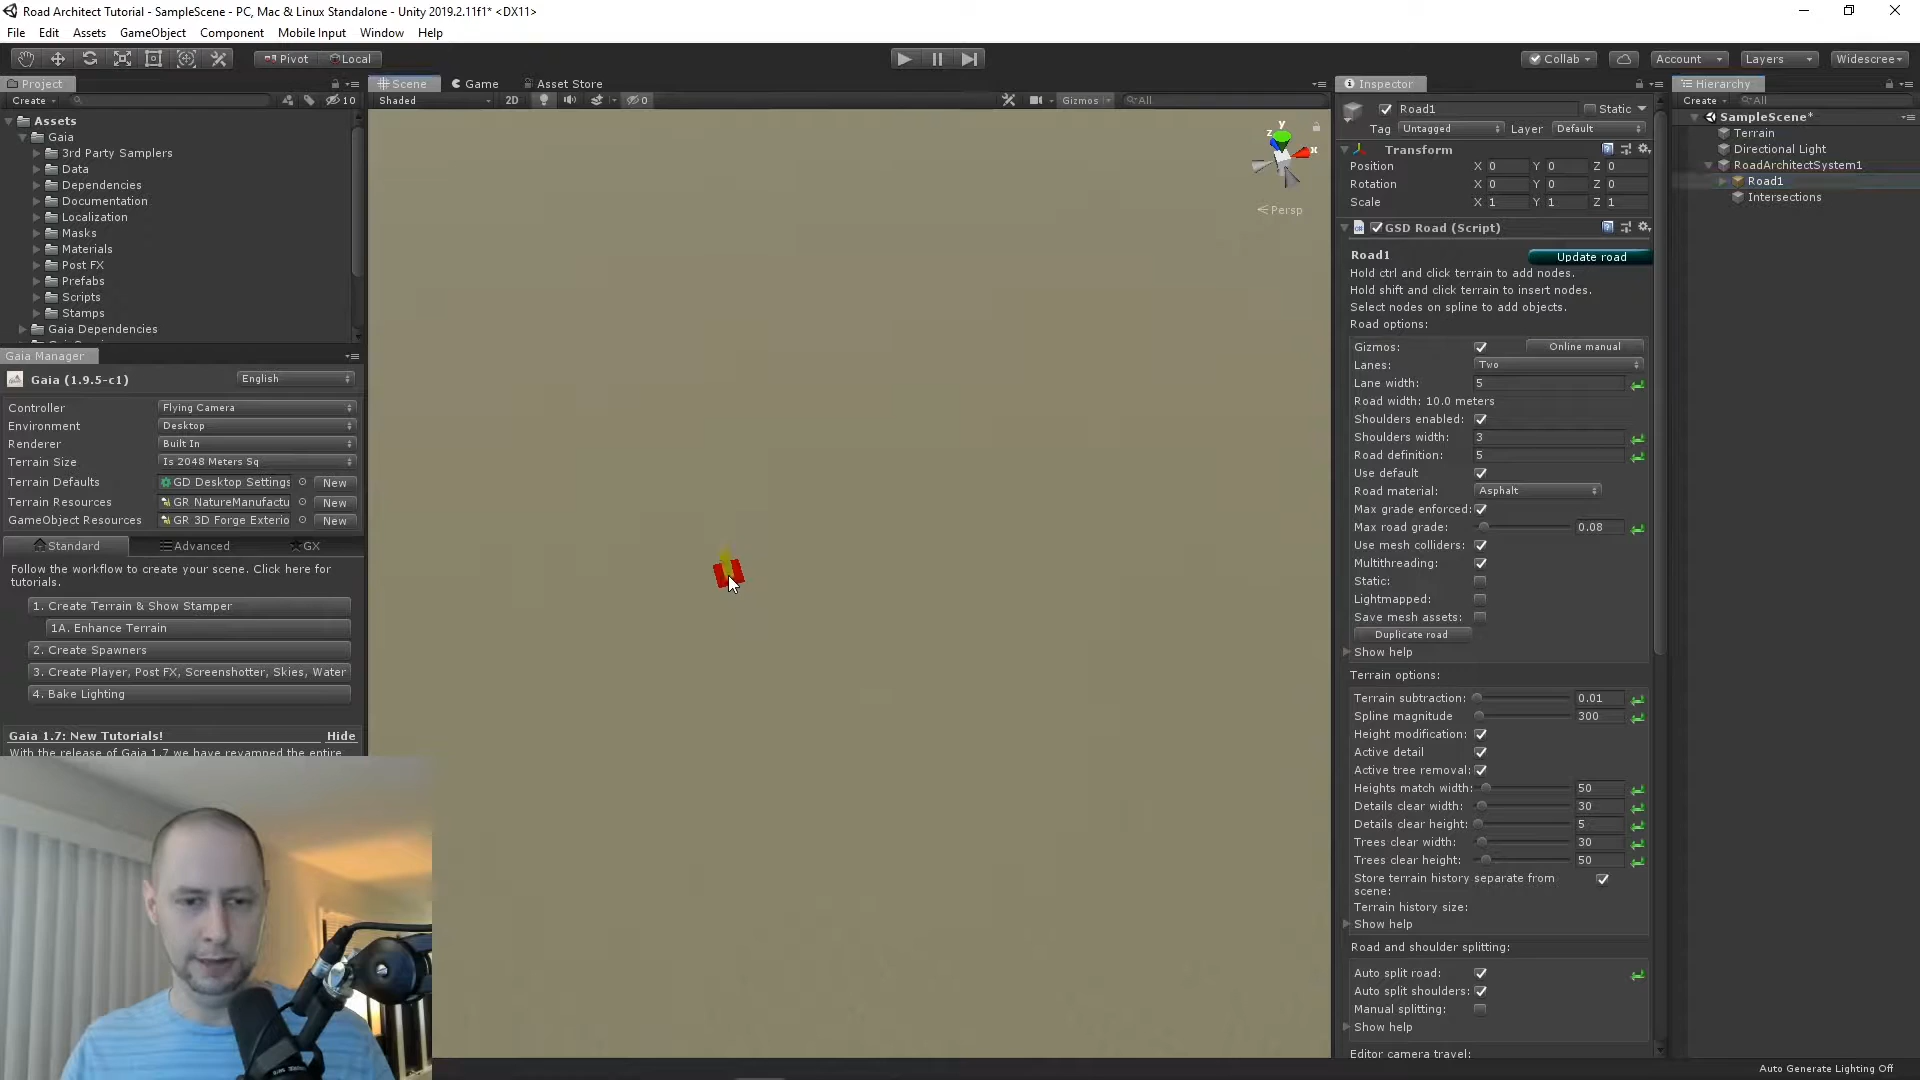 Road Architect Tutorial - SampleScene - PC, Mac & Linux Standalone - Unity 2019.2.11f1* <DX11>
File Edit Assets GameObject Component Mobile Input Window Help
Pivot Local Collab Account Layers Widescree
Project Scene Game Asset Store Inspector Hierarchy
Create 10 Shaded 2D 0 Gizmos All Create All
Assets
Gaia
3rd Party Samplers
Data
Dependencies
Documentation
Localization
Masks
Materials
Post FX
Prefabs
Scripts
Stamps
Gaia Dependencies
Gaia Manager
Gaia (1.9.5-c1) English
Controller Flying Camera
Environment Desktop
Renderer Built In
Terrain Size Is 2048 Meters Sq
Terrain Defaults GD Desktop Settings New
Terrain Resources GR NatureManufactu New
GameObject Resources GR 3D Forge Exterio New
Standard Advanced GX
Follow the workflow to create your scene. Click here for
tutorials.
1. Create Terrain & Show Stamper
1A. Enhance Terrain
2. Create Spawners
3. Create Player, Post FX, Screenshotter, Skies, Water
4. Bake Lighting
Gaia 1.7: New Tutorials! Hide
With the release of Gaia 1.7 we have revamped the entire
y
z
x
Persp
Road1 Static
Tag Untagged Layer Default
Transform
Position X 0 Y 0 Z 0
Rotation X 0 Y 0 Z 0
Scale X 1 Y 1 Z 1
GSD Road (Script)
Road1 Update road
Hold ctrl and click terrain to add nodes.
Hold shift and click terrain to insert nodes.
Select nodes on spline to add objects.
Road options:
Gizmos: Online manual
Lanes: Two
Lane width: 5
Road width: 10.0 meters
Shoulders enabled:
Shoulders width: 3
Road definition: 5
Use default
Road material: Asphalt
Max grade enforced:
Max road grade: 0.08
Use mesh colliders:
Multithreading:
Static:
Lightmapped:
Save mesh assets:
Duplicate road
Show help
Terrain options:
Terrain subtraction: 0.01
Spline magnitude 300
Height modification:
Active detail
Active tree removal:
Heights match width: 50
Details clear width: 30
Details clear height: 5
Trees clear width: 30
Trees clear height: 50
Store terrain history separate from
scene:
Terrain history size:
Show help
Road and shoulder splitting:
Auto split road:
Auto split shoulders:
Manual splitting:
Show help
Editor camera travel:
SampleScene*
Terrain
Directional Light
RoadArchitectSystem1
Road1
Intersections
Auto Generate Lighting Off